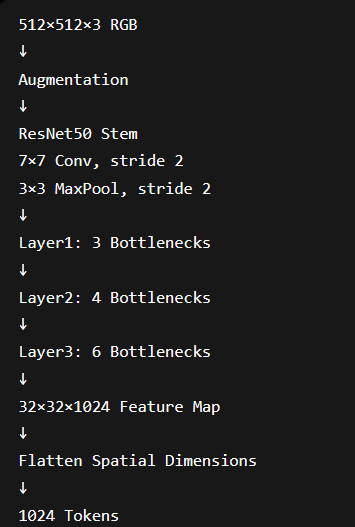 512×512×3 RGB
↓
Augmentation
↓
ResNet50 Stem
7×7 Conv, stride 2
3×3 MaxPool, stride 2
↓
Layer1: 3 Bottlenecks
↓
Layer2: 4 Bottlenecks
↓
Layer3: 6 Bottlenecks
↓
32×32×1024 Feature Map
↓
Flatten Spatial Dimensions
↓
1024 Tokens